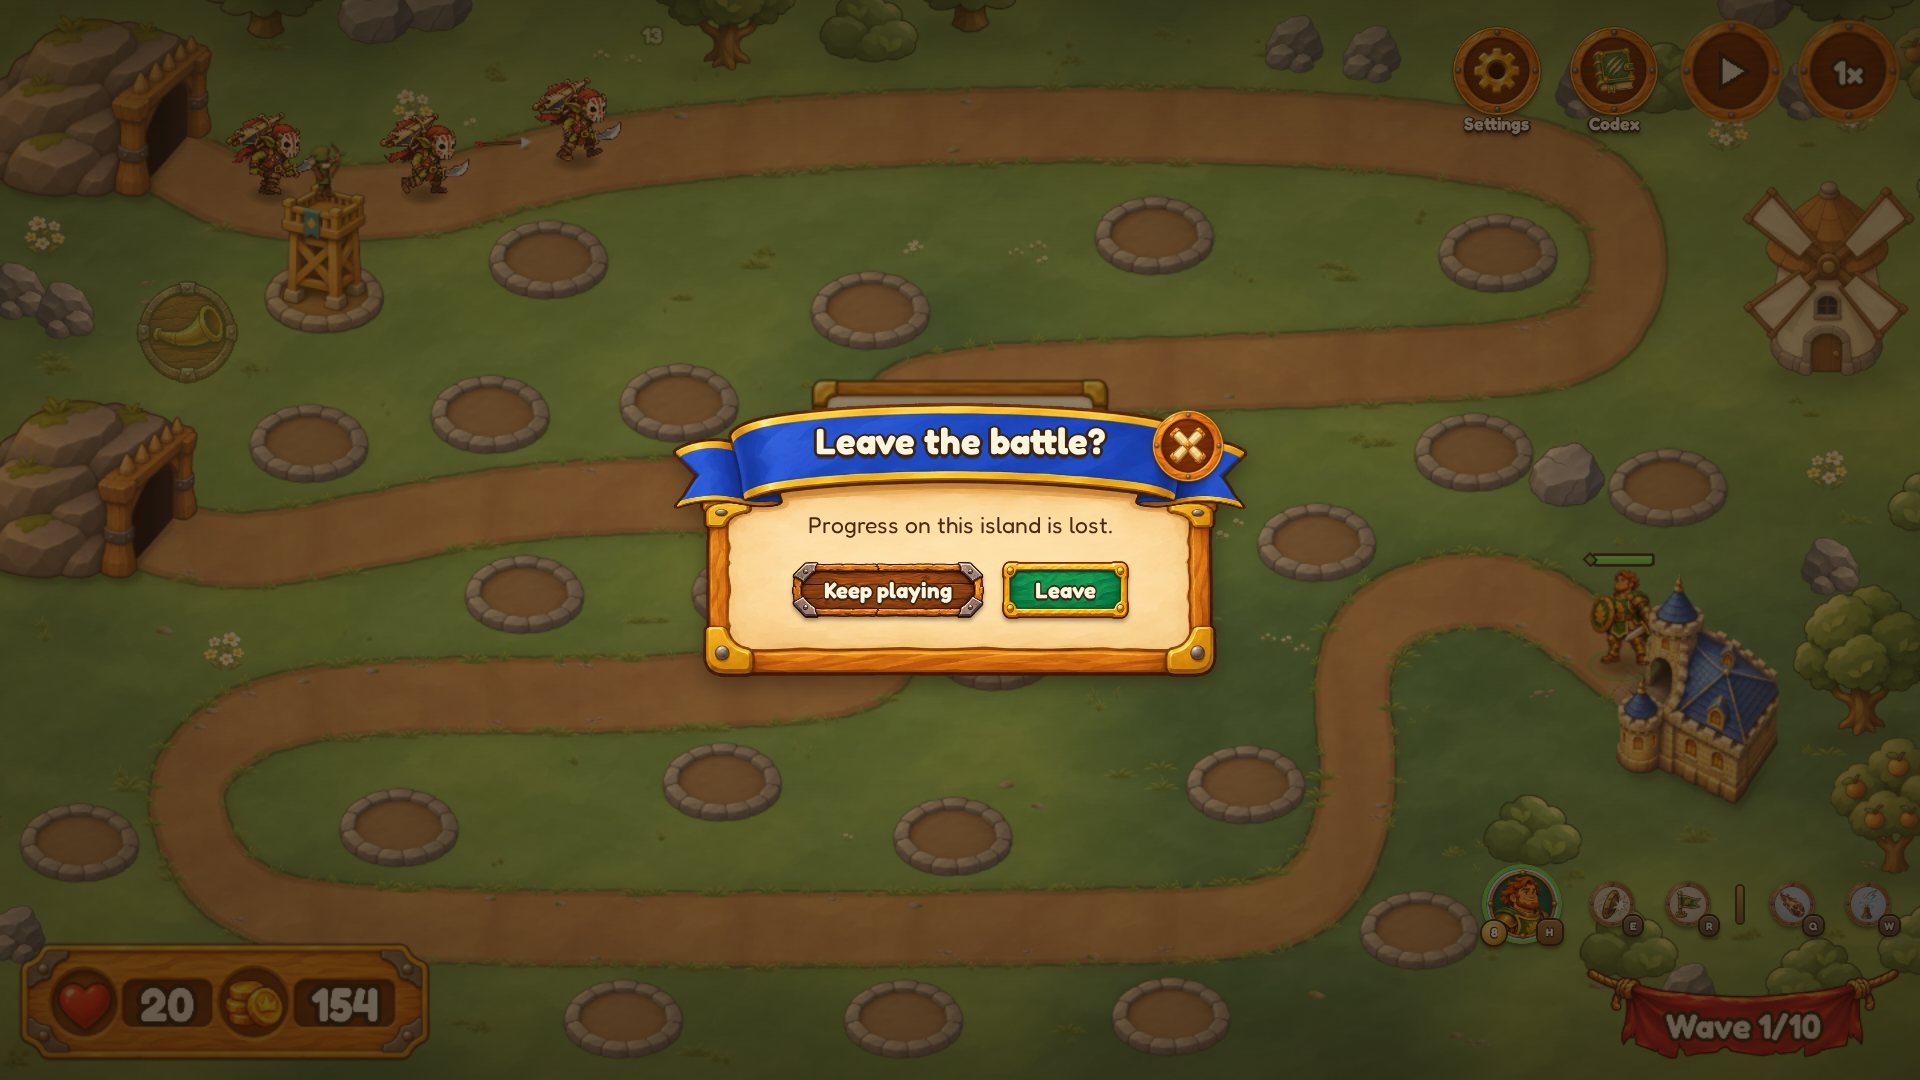 13
Settings
Codex
1x
Leave the battle?
Progress on this island is lost.
Keep playing
Leave
8
H
E
R
Q
W
20
154
Wave 1/10